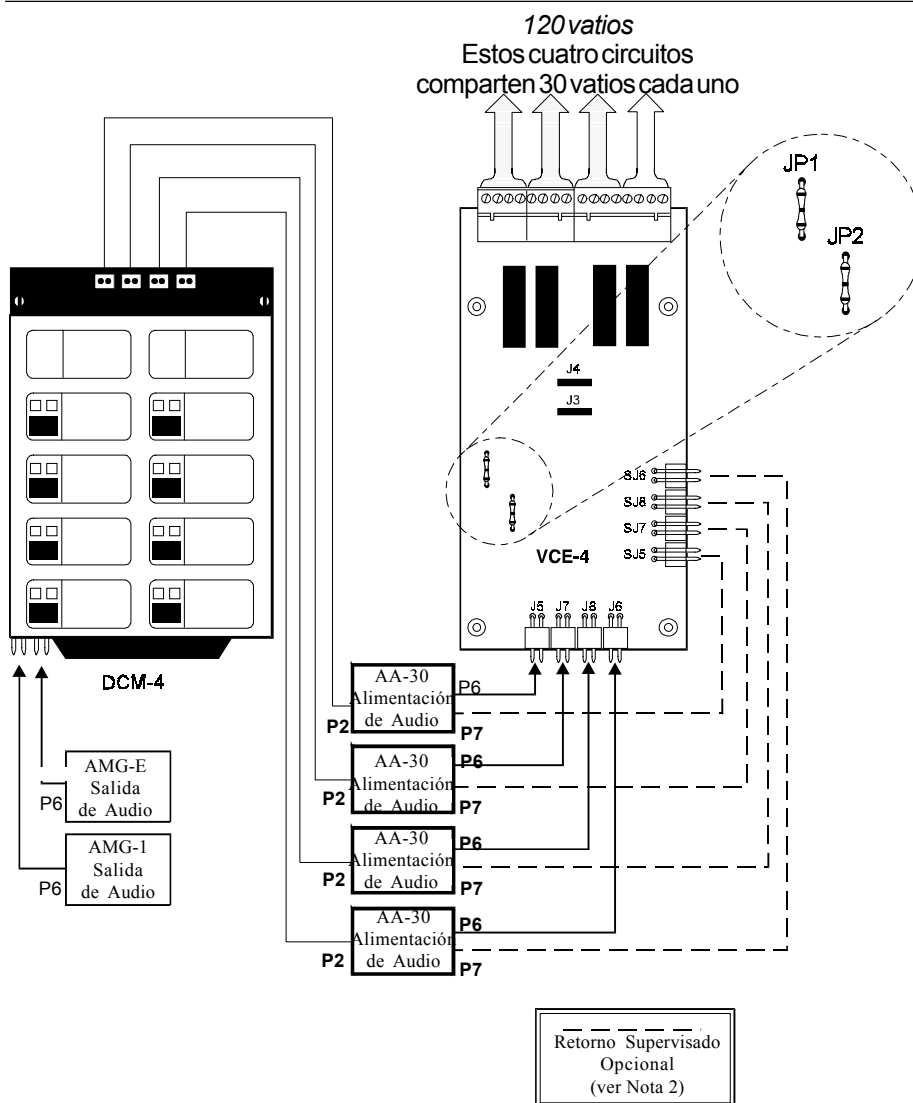 120 vatios
Estos cuatro circuitos
comparten 30 vatios cada uno
JP1
JP2
J4
J3
SJ6
SJ8
SJ7
SJ5
VCE-4
J5 J7 J8 J6
DCM-4
AA-30
Alimentación
de Audio
P2
P6
P7
AA-30
Alimentación
de Audio
P2
P6
P7
AA-30
Alimentación
de Audio
P2
P6
P7
AA-30
Alimentación
de Audio
P2
P6
P7
AMG-E
Salida
de Audio
P6
AMG-1
Salida
de Audio
P6
Retorno Supervisado
Opcional
(ver Nota 2)